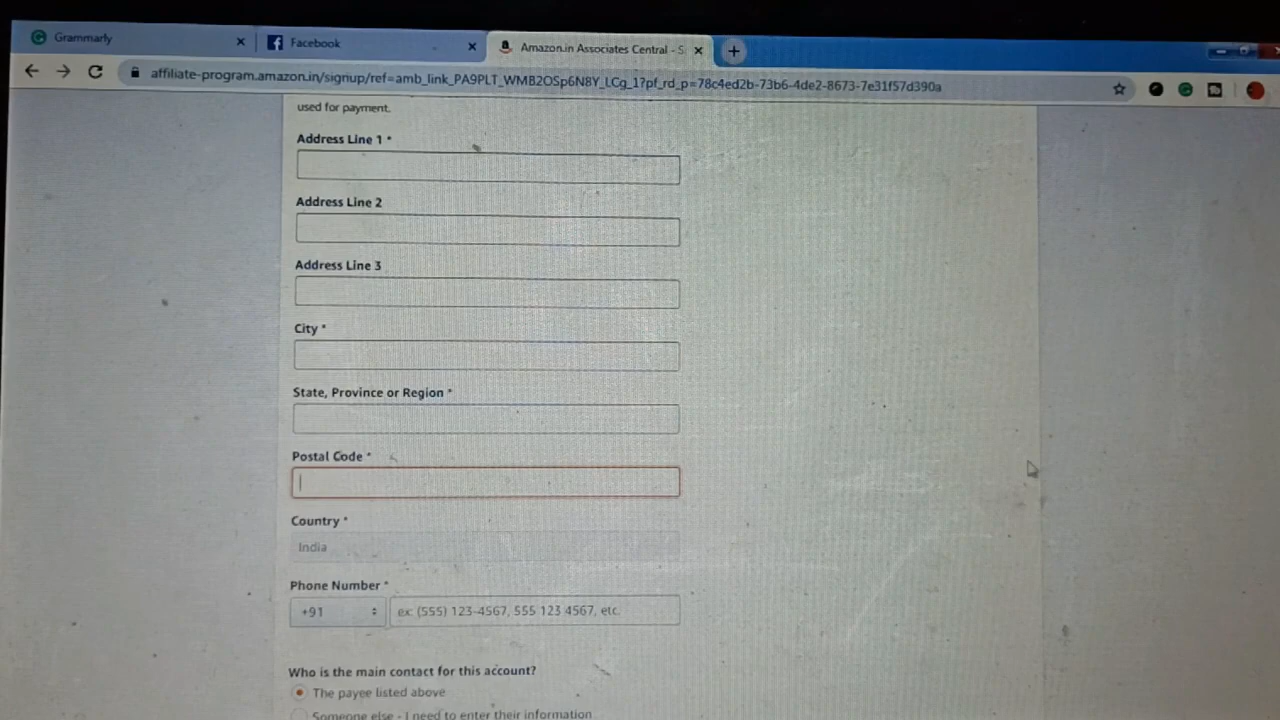 Grammarly
Facebook
Amazon.in Associates Central - S
affiliate-program.amazon.in/signup/ref=amb_link_PA9PLT_WMB2OSp6N8Y_LCg_1?pf_rd_p=78c4ed2b-73b6-4de2-8673-7e31f57d390a
used for payment.
Address Line 1 *
Address Line 2
Address Line 3
City *
State, Province or Region *
Postal Code *
Country *
India
Phone Number *
+91
ex: (555) 123-4567, 555 123 4567, etc.
Who is the main contact for this account?
The payee listed above
Someone else - I need to enter their information